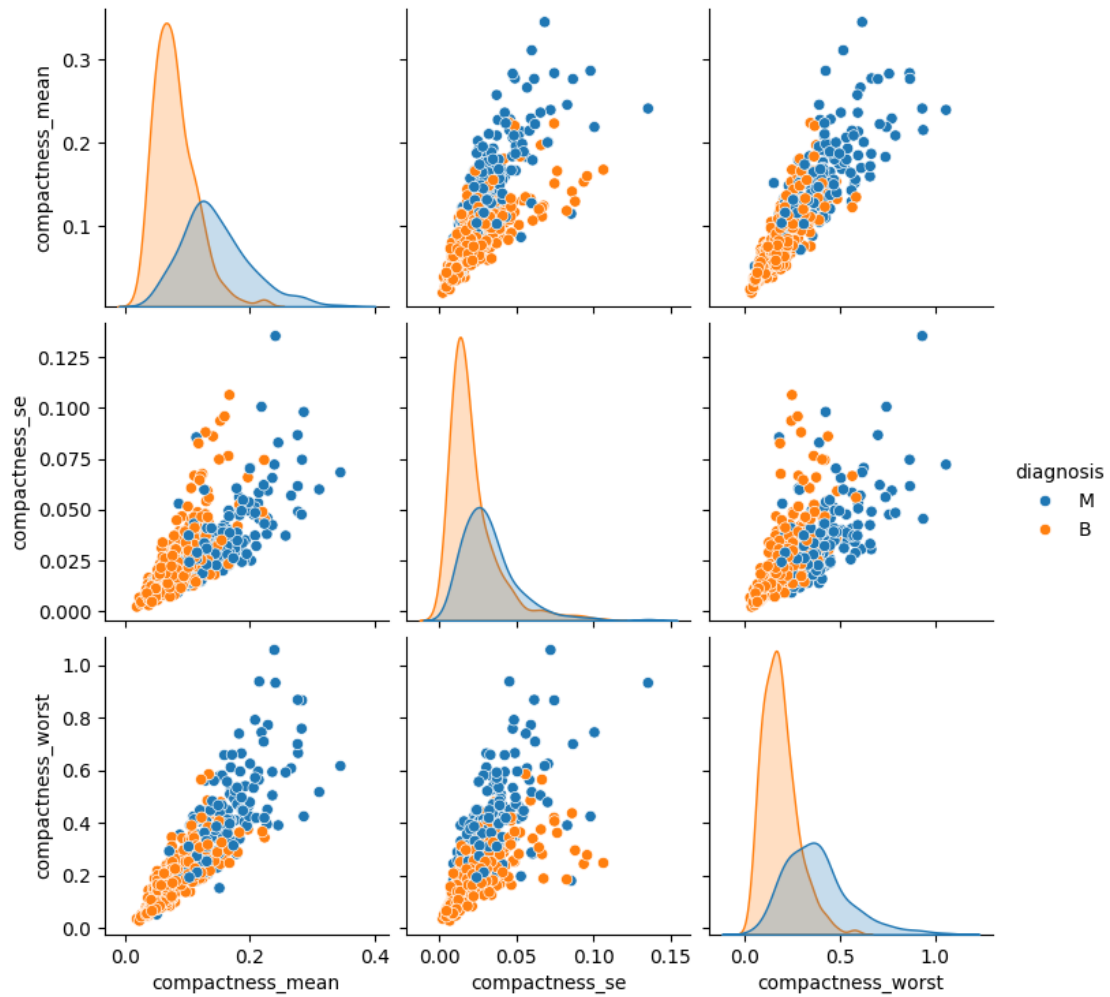 compactness_mean
0.3
0.2
0.1
compactness_se
0.125
0.100
0.075
0.050
0.025
0.000
diagnosis
M
B
compactness_worst
1.0
0.8
0.6
0.4
0.2
0.0
0.0 0.2 0.4
0.00 0.05 0.10 0.15
0.0 0.5 1.0
compactness_mean
compactness_se
compactness_worst